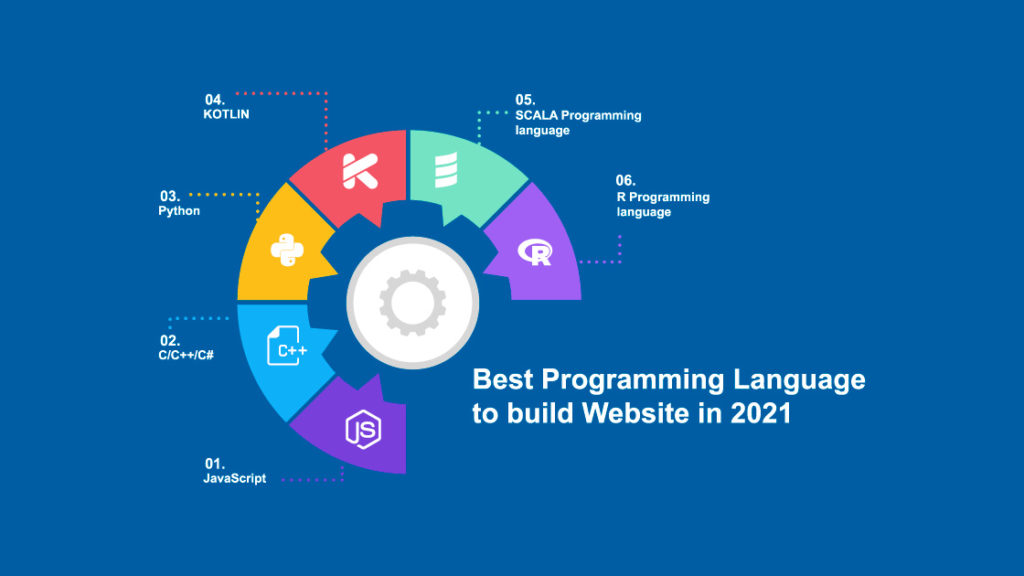 04.
KOTLIN
05.
SCALA Programming
language
03.
Python
06.
R Programming
language
R
02.
C/C++/C#
C++
Best Programming Language
to build Website in 2021
JS
01.
JavaScript